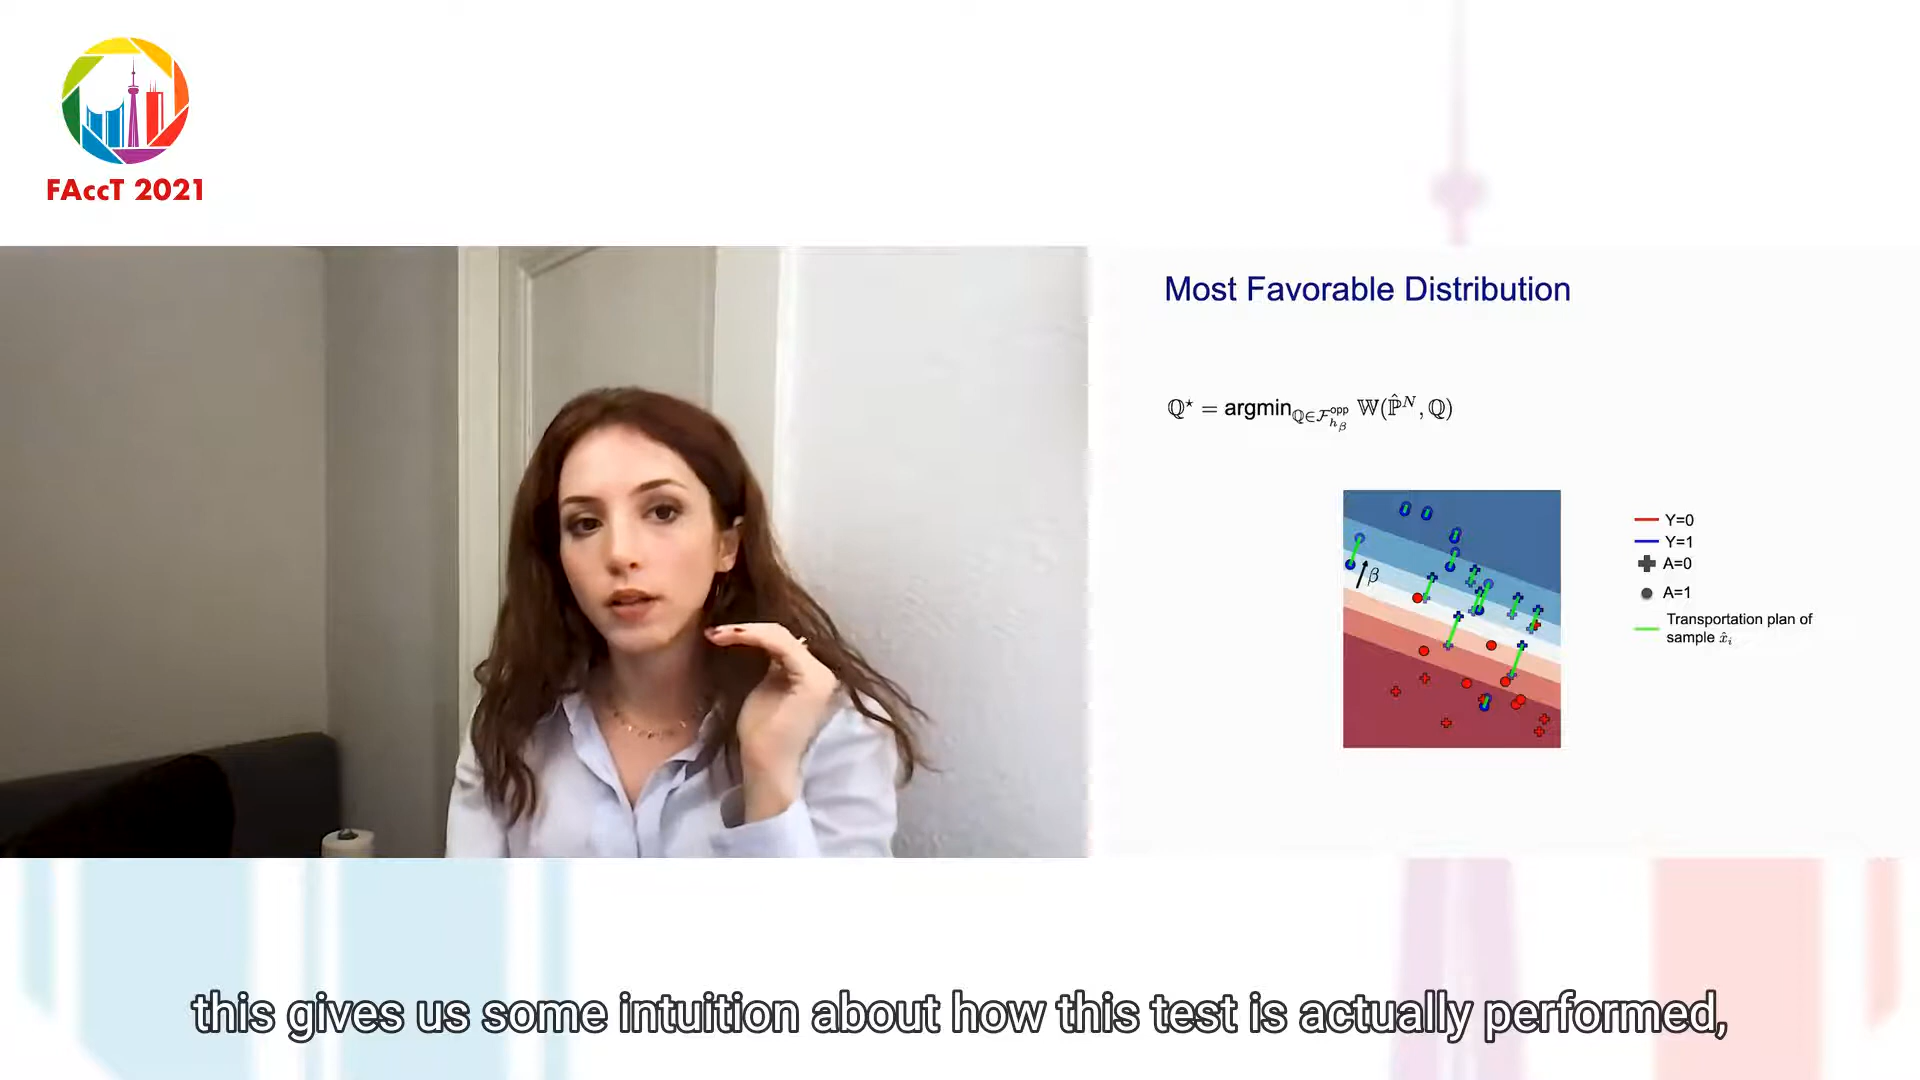 FAccT 2021
Most Favorable Distribution
ℚ⋆ = argmin_{ℚ∈ℱ^{opp}_{h_β}} 𝕎(ℙ̂^N, ℚ)
β
Y=0
Y=1
A=0
A=1
Transportation plan of
sample x̂_i
this gives us some intuition about how this test is actually performed,